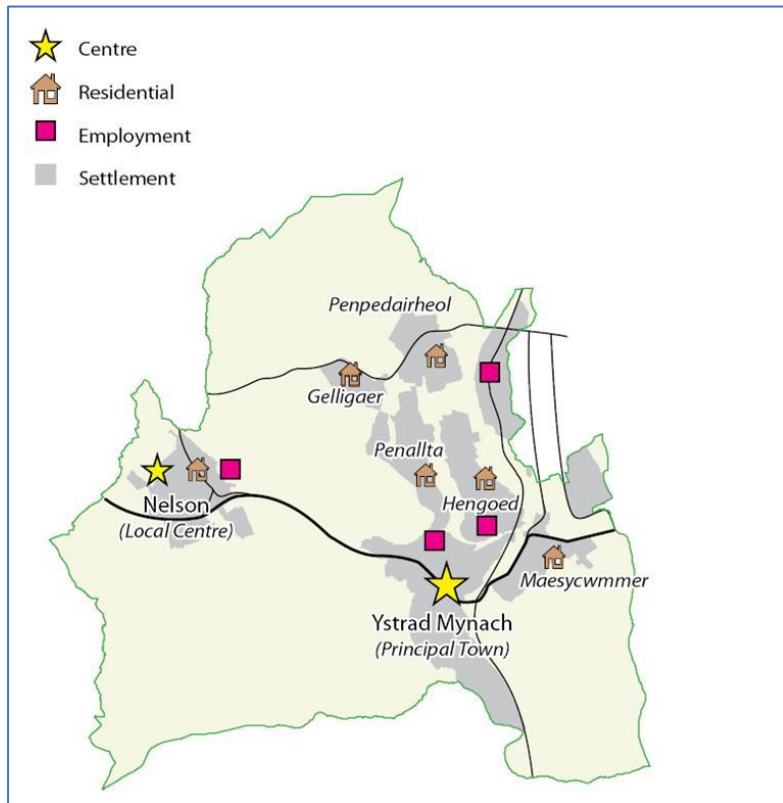 Centre
Residential
Employment
Settlement
Penpedairheol
Gelligaer
Penallta
Nelson
(Local Centre)
Hengoed
Maesycwmmer
Ystrad Mynach
(Principal Town)